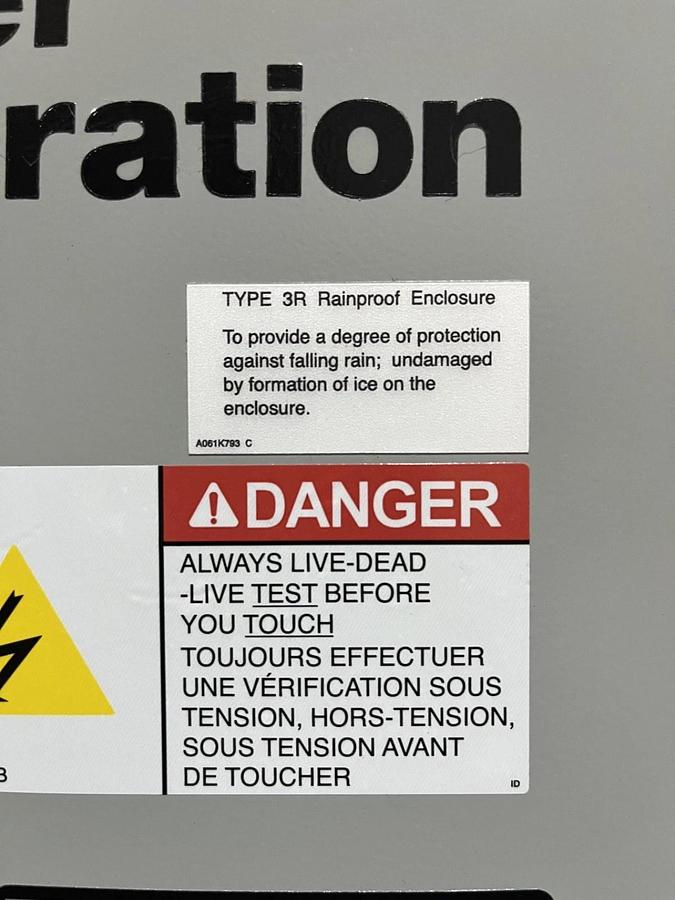 er
ration
TYPE 3R Rainproof Enclosure
To provide a degree of protection
against falling rain; undamaged
by formation of ice on the
enclosure.
A061K793 C
DANGER
ALWAYS LIVE-DEAD
-LIVE TEST BEFORE
YOU TOUCH
TOUJOURS EFFECTUER
UNE VÉRIFICATION SOUS
TENSION, HORS-TENSION,
SOUS TENSION AVANT
DE TOUCHER
B
ID